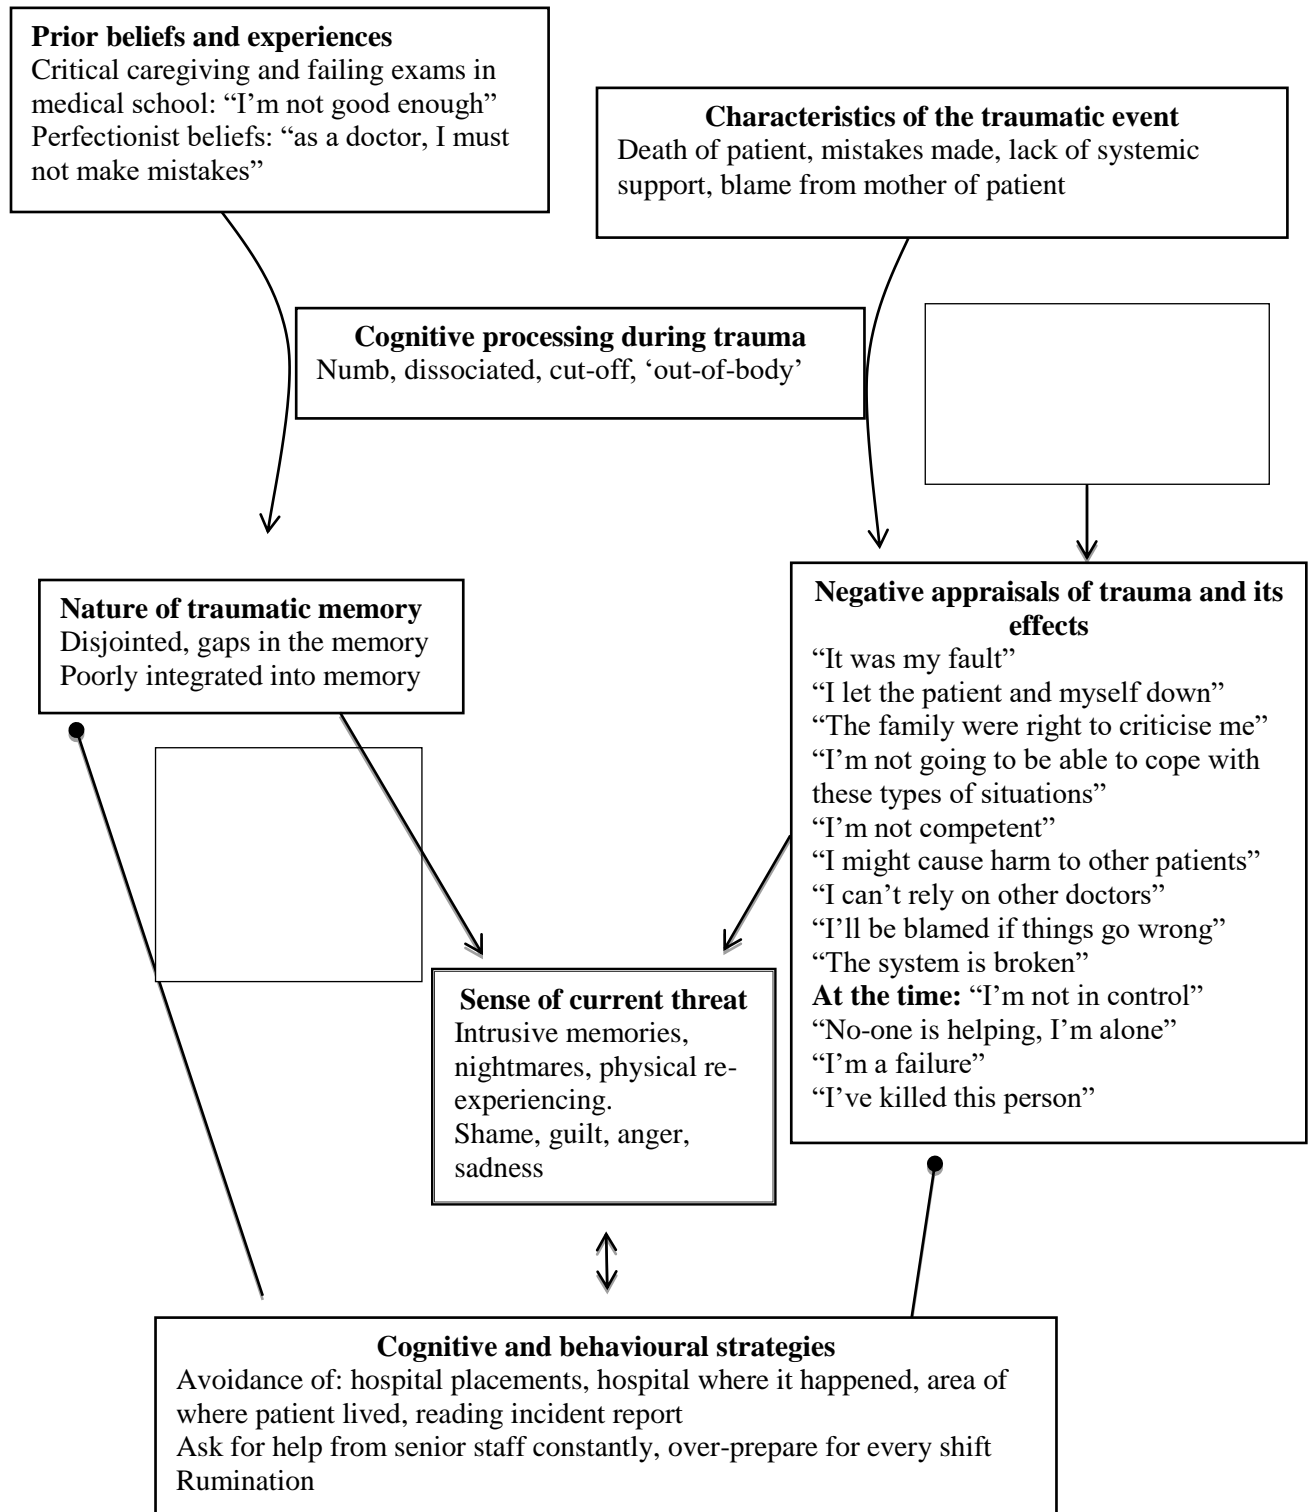 Prior beliefs and experiences
Critical caregiving and failing exams in
medical school: “I’m not good enough”
Perfectionist beliefs: “as a doctor, I must
not make mistakes”
Characteristics of the traumatic event
Death of patient, mistakes made, lack of systemic
support, blame from mother of patient
Cognitive processing during trauma
Numb, dissociated, cut-off, ‘out-of-body’
Nature of traumatic memory
Disjointed, gaps in the memory
Poorly integrated into memory
Negative appraisals of trauma and its
effects
“It was my fault”
“I let the patient and myself down”
“The family were right to criticise me”
“I’m not going to be able to cope with
these types of situations”
“I’m not competent”
“I might cause harm to other patients”
“I can’t rely on other doctors”
“I’ll be blamed if things go wrong”
“The system is broken”
At the time: “I’m not in control”
“No-one is helping, I’m alone”
“I’m a failure”
“I’ve killed this person”
Sense of current threat
Intrusive memories,
nightmares, physical re-
experiencing.
Shame, guilt, anger,
sadness
Cognitive and behavioural strategies
Avoidance of: hospital placements, hospital where it happened, area of
where patient lived, reading incident report
Ask for help from senior staff constantly, over-prepare for every shift
Rumination